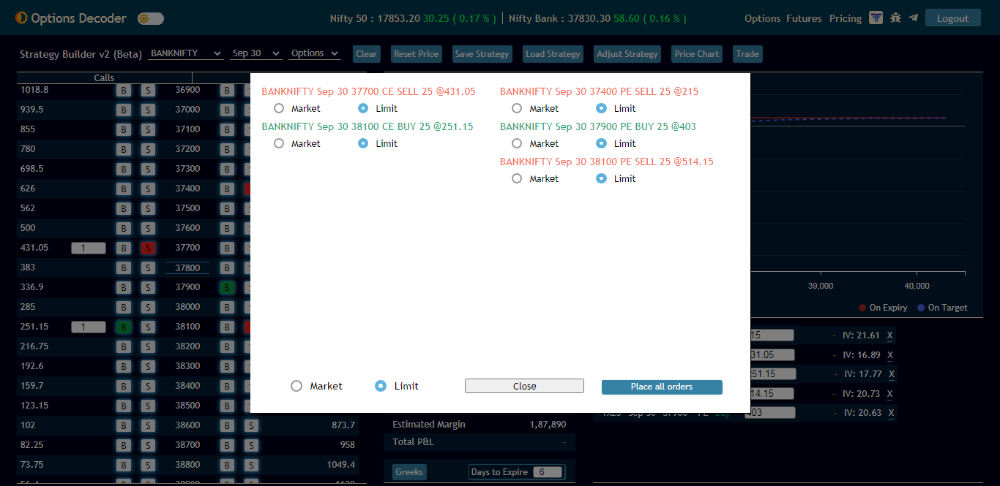 Options Decoder
Nifty 50 : 17853.20 30.25 ( 0.17 % ) | Nifty Bank : 37830.30 58.60 ( 0.16 % )
Options Futures Pricing Logout
Strategy Builder v2 (Beta) BANKNIFTY Sep 30 Options Clear Reset Price Save Strategy Load Strategy Adjust Strategy Price Chart Trade
Calls
1018.8 B S 36900 B
939.5 B S 37000 B
855 B S 37100 B
780 B S 37200 B
698.5 B S 37300 B
626 B S 37400 B
562 B S 37500 B
500 B S 37600 B
431.05 1 B S 37700 B
383 B S 37800 B
336.9 B S 37900 B
285 B S 38000 B
251.15 1 B S 38100 B
216.75 B S 38200 B
192.6 B S 38300 B
159.7 B S 38400 B
123.15 B S 38500 B
102 B S 38600 B S 873.7
82.25 B S 38700 B S 958
73.75 B S 38800 B S 1049.4
BANKNIFTY Sep 30 37700 CE SELL 25 @431.05
Market Limit
BANKNIFTY Sep 30 38100 CE BUY 25 @251.15
Market Limit
BANKNIFTY Sep 30 37400 PE SELL 25 @215
Market Limit
BANKNIFTY Sep 30 37900 PE BUY 25 @403
Market Limit
BANKNIFTY Sep 30 38100 PE SELL 25 @514.15
Market Limit
Market Limit Close Place all orders
39,000 40,000
On Expiry On Target
15 - IV: 21.61 X
31.05 - IV: 16.89 X
51.15 - IV: 17.77 X
14.15 - IV: 20.73 X
03 - IV: 20.63 X
Estimated Margin 1,87,890
Total P&L -
Greeks Days to Expire 6